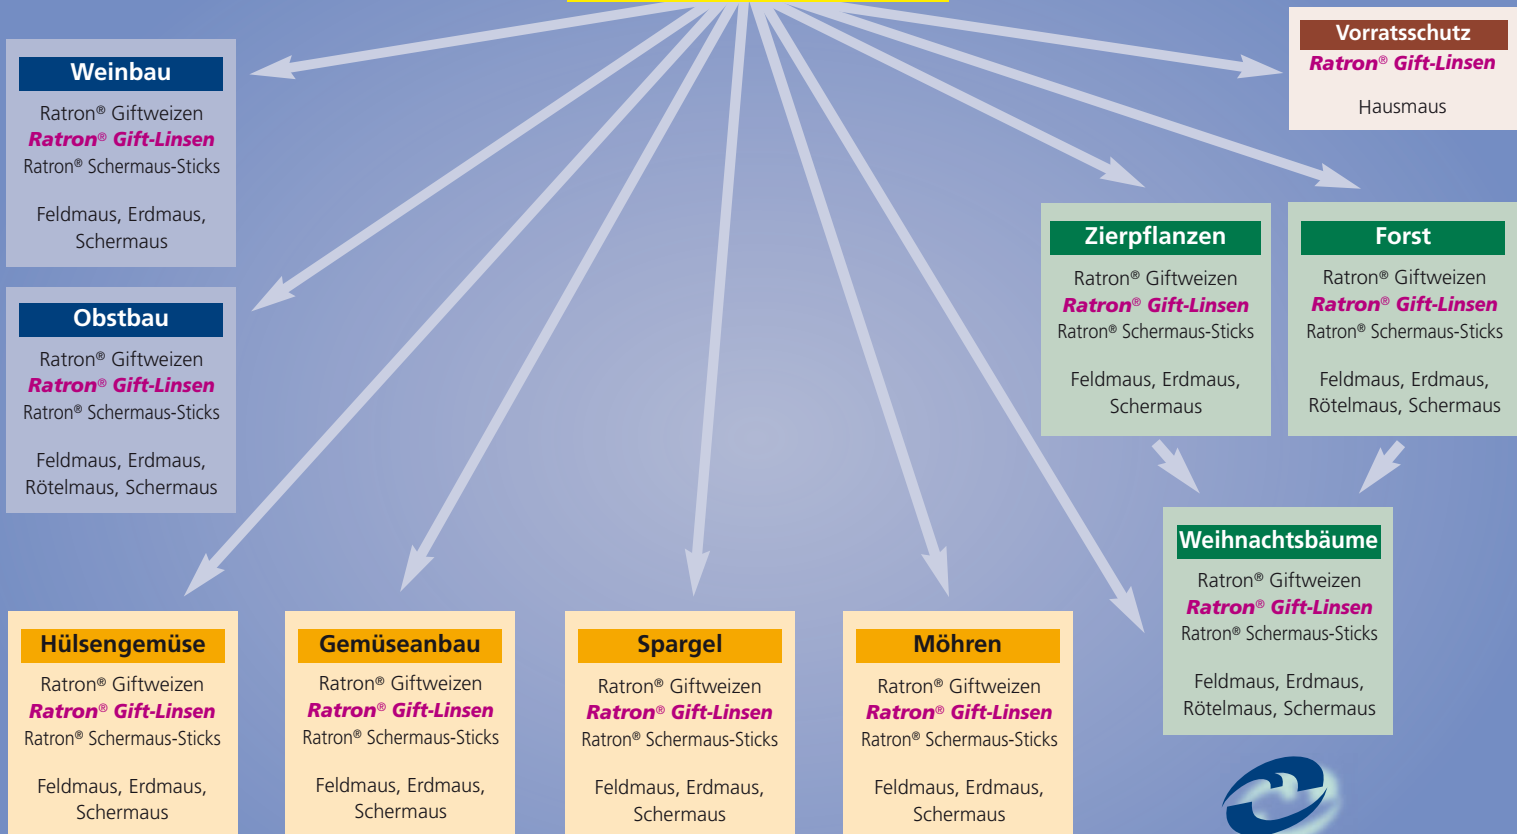 Weinbau
Ratron® Giftweizen
Ratron® Gift-Linsen
Ratron® Schermaus-Sticks
Feldmaus, Erdmaus,
Schermaus
Obstbau
Ratron® Giftweizen
Ratron® Gift-Linsen
Ratron® Schermaus-Sticks
Feldmaus, Erdmaus,
Rötelmaus, Schermaus
Vorratsschutz
Ratron® Gift-Linsen
Hausmaus
Zierpflanzen
Ratron® Giftweizen
Ratron® Gift-Linsen
Ratron® Schermaus-Sticks
Feldmaus, Erdmaus,
Schermaus
Forst
Ratron® Giftweizen
Ratron® Gift-Linsen
Ratron® Schermaus-Sticks
Feldmaus, Erdmaus,
Rötelmaus, Schermaus
Weihnachtsbäume
Ratron® Giftweizen
Ratron® Gift-Linsen
Ratron® Schermaus-Sticks
Feldmaus, Erdmaus,
Rötelmaus, Schermaus
Hülsengemüse
Ratron® Giftweizen
Ratron® Gift-Linsen
Ratron® Schermaus-Sticks
Feldmaus, Erdmaus,
Schermaus
Gemüseanbau
Ratron® Giftweizen
Ratron® Gift-Linsen
Ratron® Schermaus-Sticks
Feldmaus, Erdmaus,
Schermaus
Spargel
Ratron® Giftweizen
Ratron® Gift-Linsen
Ratron® Schermaus-Sticks
Feldmaus, Erdmaus,
Schermaus
Möhren
Ratron® Giftweizen
Ratron® Gift-Linsen
Ratron® Schermaus-Sticks
Feldmaus, Erdmaus,
Schermaus